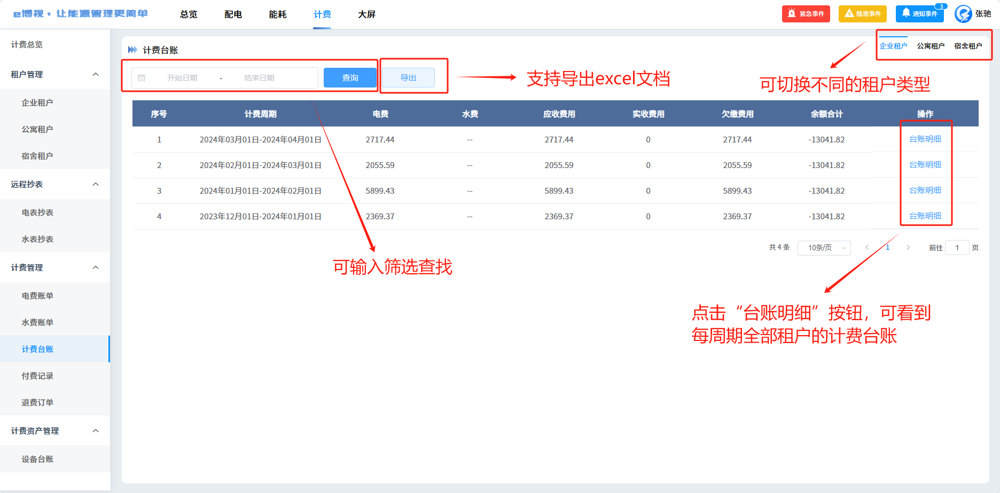 e博视，让能源管理更简单
总览
配电
能耗
计费
大屏
紧急事件
隐患事件
通知事件
3
张驰
计费总览
租户管理
企业租户
公寓租户
宿舍租户
远程抄表
电表抄表
水表抄表
计费管理
电费账单
水费账单
计费台账
付费记录
退费订单
计费资产管理
设备台账
计费台账
企业租户 公寓租户 宿舍租户
开始日期 - 结束日期 查询 导出
支持导出excel文档
可切换不同的租户类型
序号 计费周期 电费 水费 应收费用 实收费用 欠缴费用 余额合计 操作
1 2024年03月01日-2024年04月01日 2717.44 -- 2717.44 0 2717.44 -13041.82 台账明细
2 2024年02月01日-2024年03月01日 2055.59 -- 2055.59 0 2055.59 -13041.82 台账明细
3 2024年01月01日-2024年02月01日 5899.43 -- 5899.43 0 5899.43 -13041.82 台账明细
4 2023年12月01日-2024年01月01日 2369.37 -- 2369.37 0 2369.37 -13041.82 台账明细
共 4 条 10条/页 1 前往 1 页
可输入筛选查找
点击“台账明细”按钮，可看到
每周期全部租户的计费台账